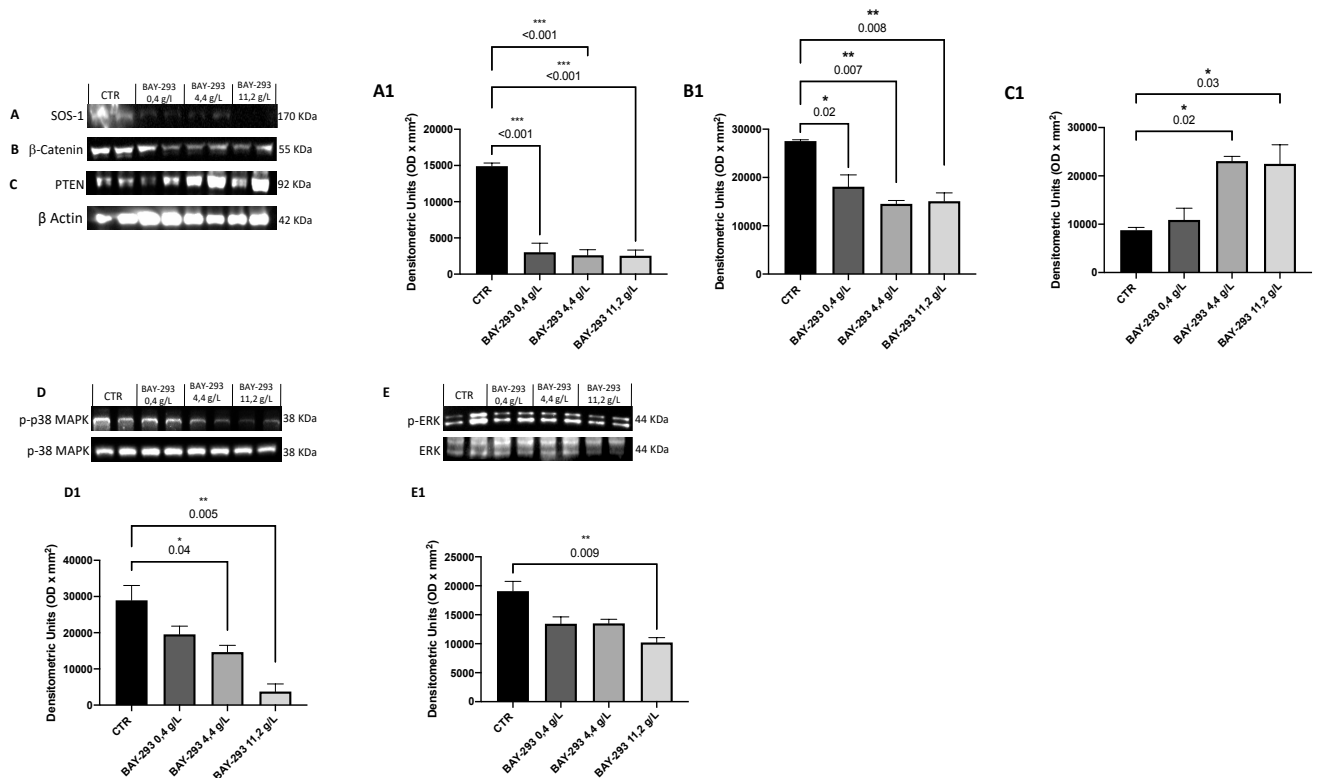 CTR
BAY-293
0,4 g/l
BAY-293
4,4 g/L
BAY-293
11,2 g/L
A
SOS-1
170 KDa
B
β-Catenin
55 KDa
C
PTEN
92 KDa
β Actin
42 KDa
A1
***
<0.001
***
<0.001
***
<0.001
Densitometric Units (OD x mm²)
20000
15000
10000
5000
0
CTR
BAY-293 0,4 g/L
BAY-293 4,4 g/L
BAY-293 11,2 g/L
B1
**
0.008
**
0.007
*
0.02
Densitometric Units (OD x mm²)
30000
20000
10000
0
CTR
BAY-293 0,4 g/L
BAY-293 4,4 g/L
BAY-293 11,2 g/L
C1
*
0.03
*
0.02
Densitometric Units (OD x mm²)
30000
20000
10000
0
CTR
BAY-293 0,4 g/L
BAY-293 4,4 g/L
BAY-293 11,2 g/L
D
CTR
BAY-293
0,4 g/L
BAY-293
4,4 g/L
BAY-293
11,2 g/L
p-p38 MAPK
38 KDa
p-38 MAPK
38 KDa
E
CTR
BAY-293
0,4 g/L
BAY-293
4,4 g/L
BAY-293
11,2 g/L
p-ERK
44 KDa
ERK
44 KDa
D1
**
0.005
*
0.04
Densitometric Units (OD x mm²)
40000
30000
20000
10000
0
CTR
BAY-293 0,4 g/L
BAY-293 4,4 g/L
BAY-293 11,2 g/L
E1
**
0.009
Densitometric Units (OD x mm²)
25000
20000
15000
10000
5000
0
CTR
BAY-293 0,4 g/L
BAY-293 4,4 g/L
BAY-293 11,2 g/L